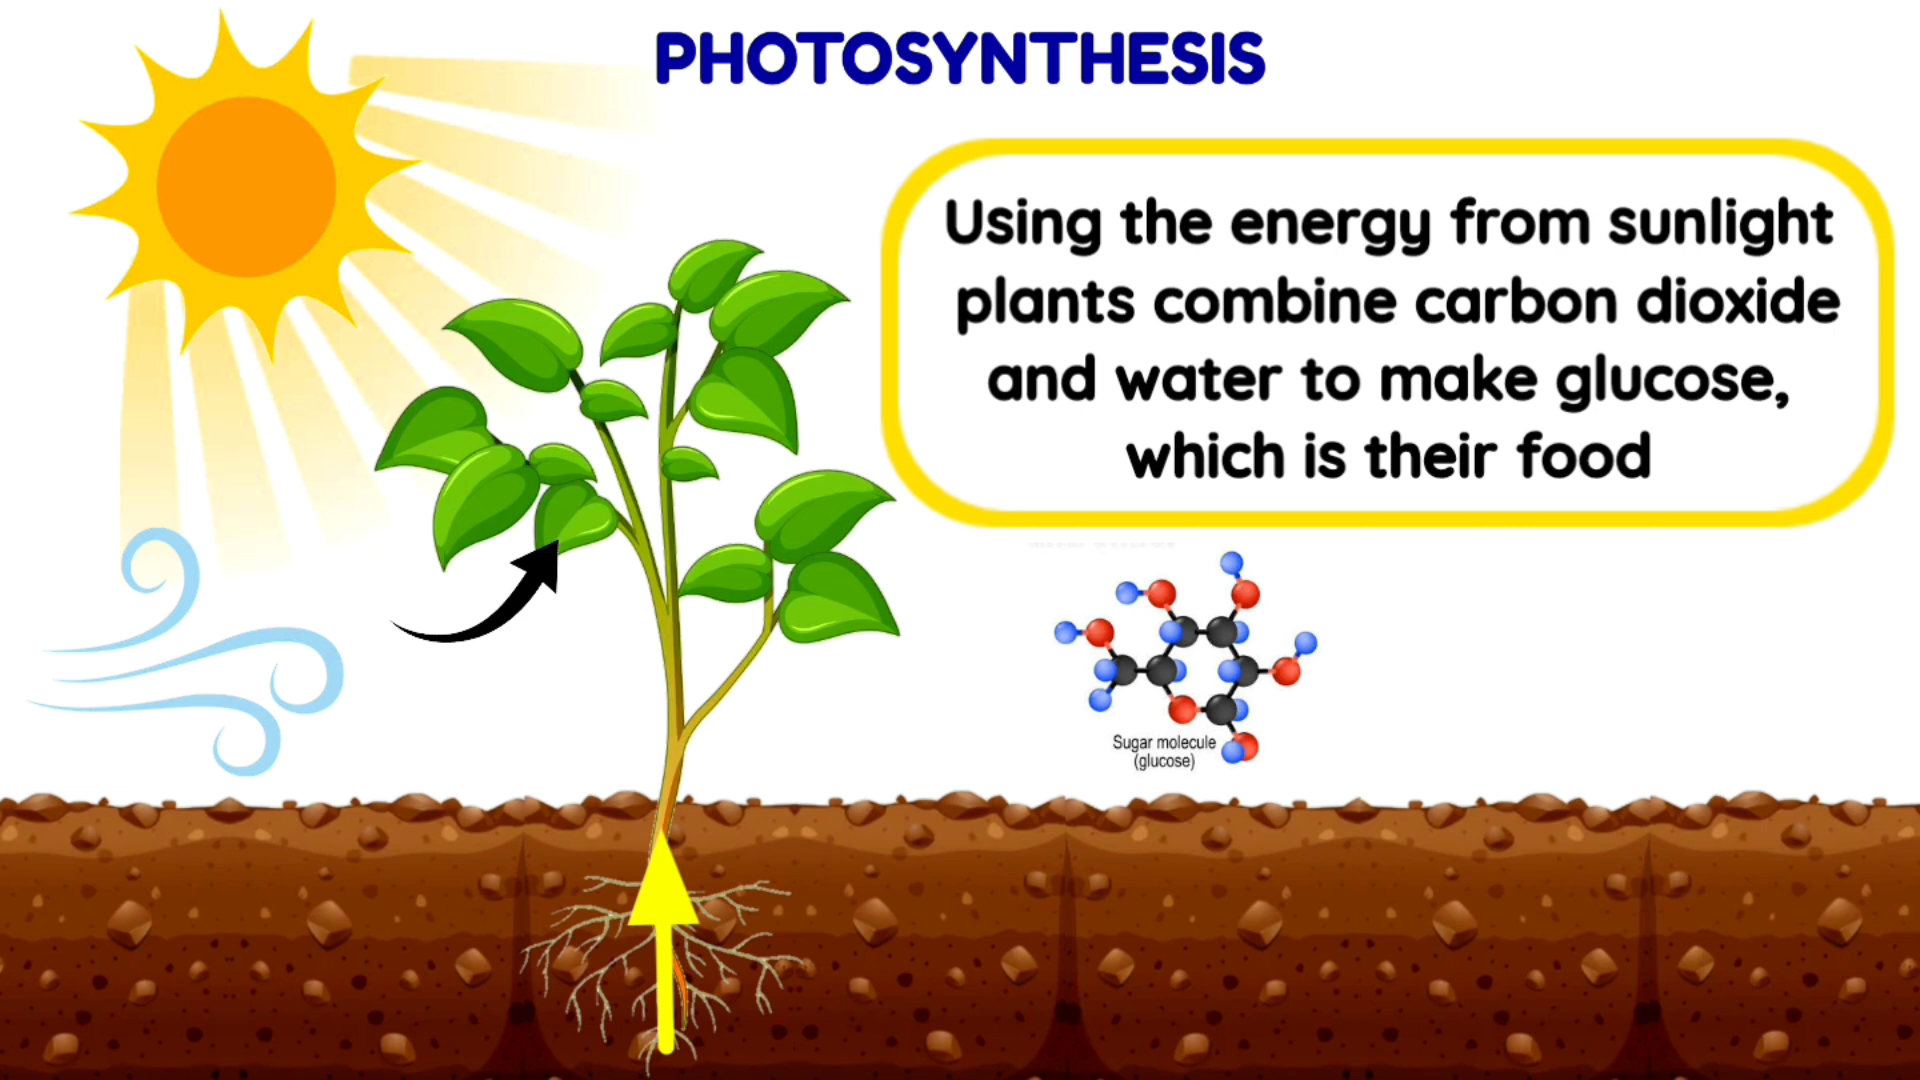 PHOTOSYNTHESIS
Using the energy from sunlight
plants combine carbon dioxide
and water to make glucose,
which is their food
Sugar molecule
(glucose)